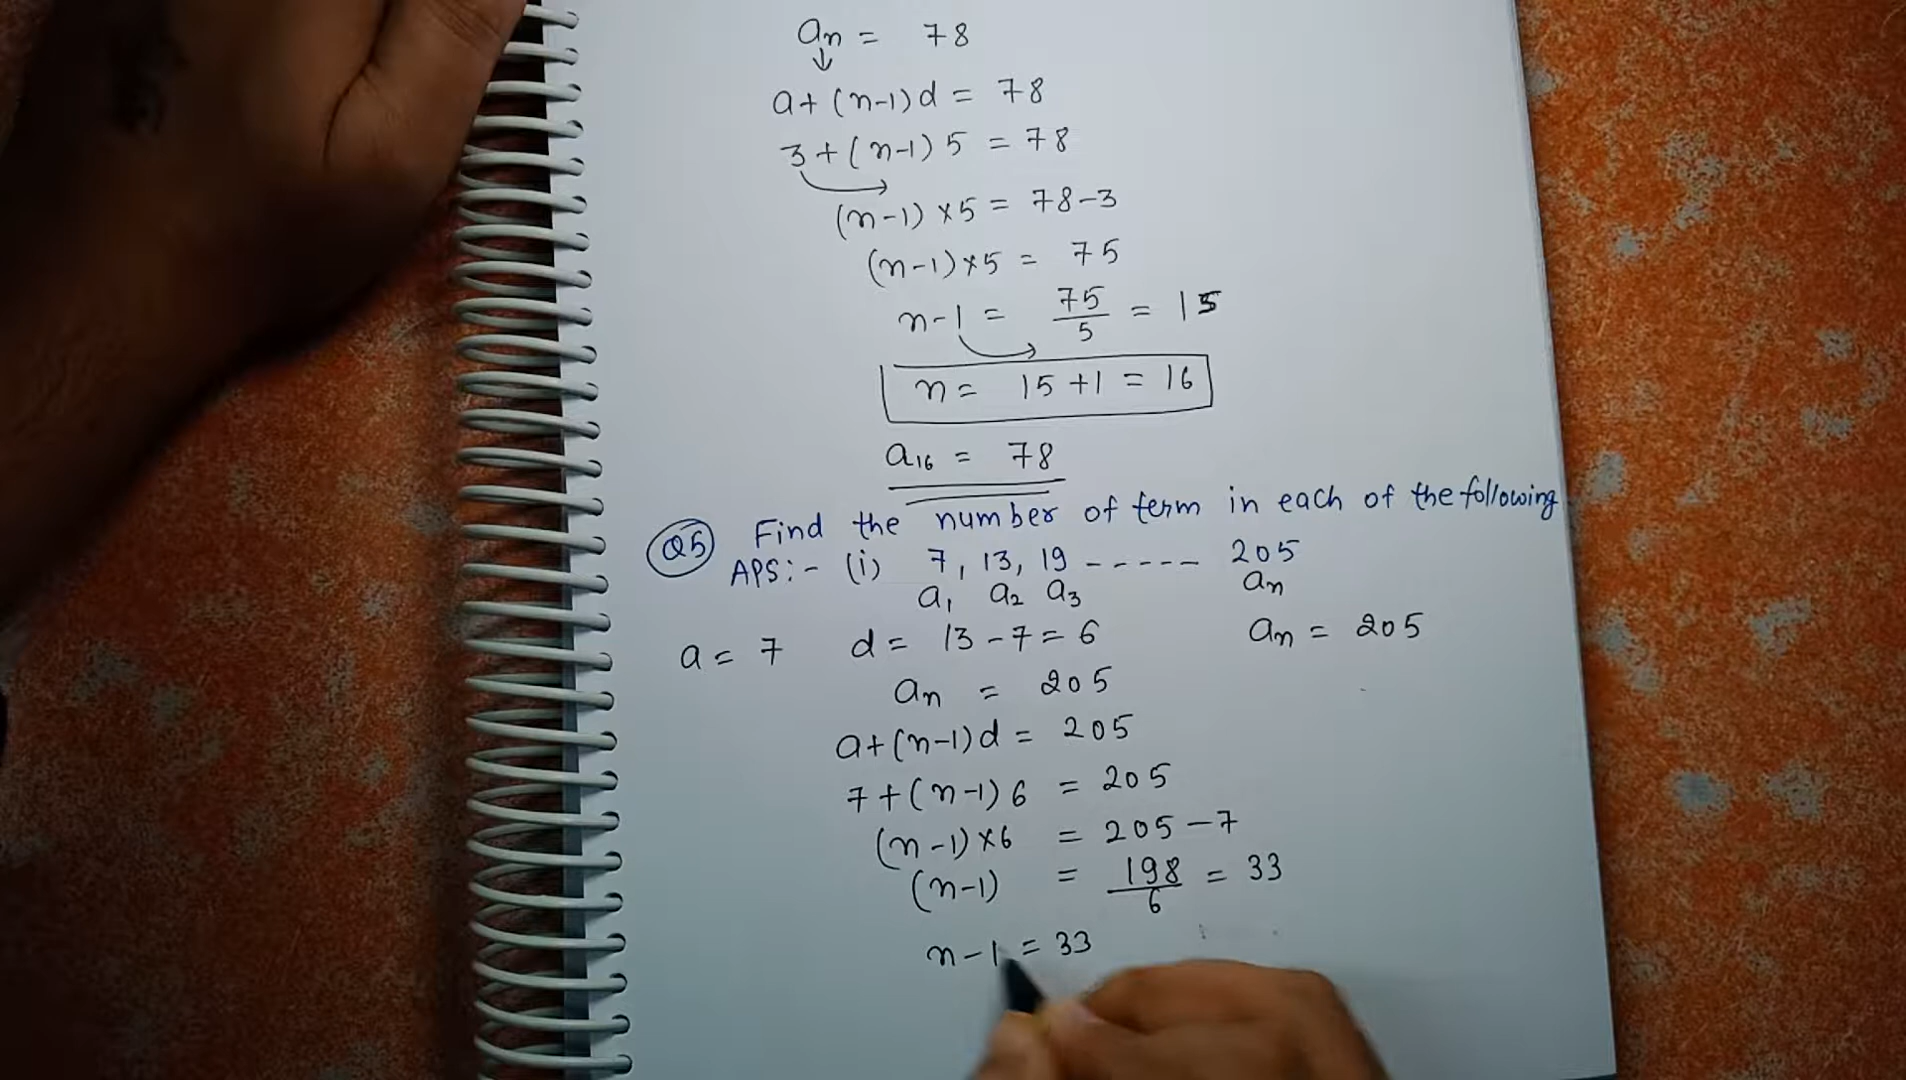 an = 78
↓
a+(n-1)d = 78
3+(n-1)5 = 78
(n-1)×5 = 78-3
(n-1)×5 = 75
n-1 = 75/5 = 15
n = 15+1 = 16
a16 = 78
Q5 Find the number of term in each of the following
APS:- (i) 7, 13, 19 ------ 205
a1 a2 a3 an
a = 7 d = 13-7 = 6 an = 205
an = 205
a+(n-1)d = 205
7+(n-1)6 = 205
(n-1)×6 = 205-7
(n-1) = 198/6 = 33
n-1 = 33